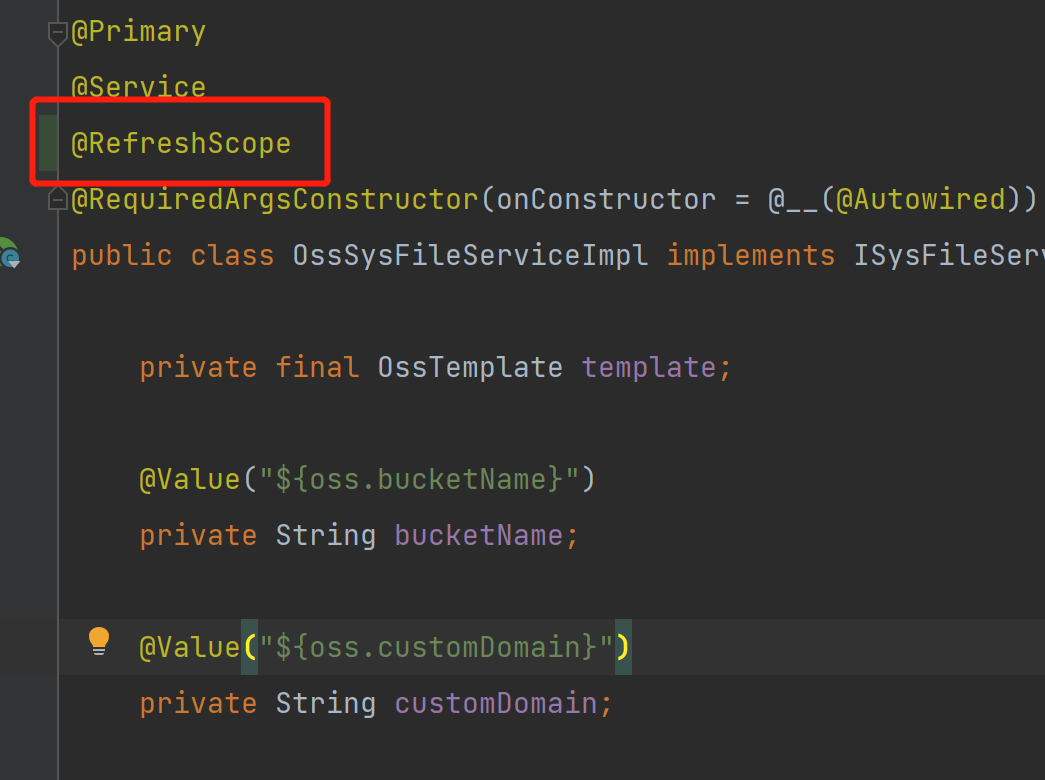 @Primary
@Service
@RefreshScope
@RequiredArgsConstructor(onConstructor = @__(@Autowired))
public class OssSysFileServiceImpl implements ISysFileSer
private final OssTemplate template;
@Value("${oss.bucketName}")
private String bucketName;
@Value("${oss.customDomain}")
private String customDomain;